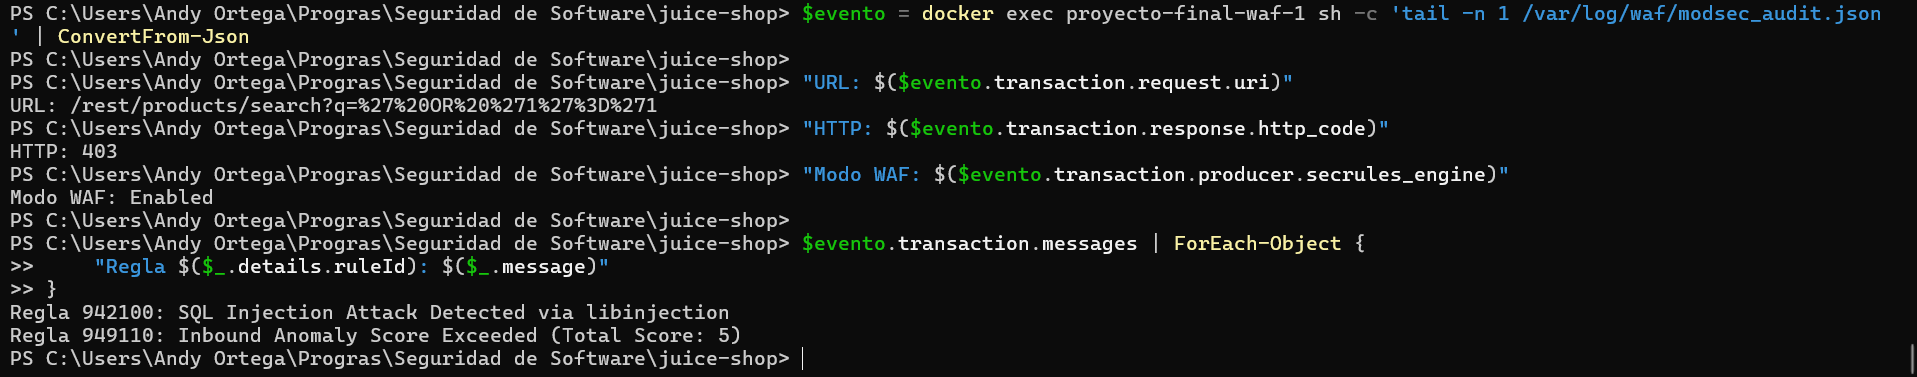 PS C:\Users\Andy Ortega\Progras\Seguridad de Software\juice-shop> $evento = docker exec proyecto-final-waf-1 sh -c 'tail -n 1 /var/log/waf/modsec_audit.json
' | ConvertFrom-Json
PS C:\Users\Andy Ortega\Progras\Seguridad de Software\juice-shop>
PS C:\Users\Andy Ortega\Progras\Seguridad de Software\juice-shop> "URL: $($evento.transaction.request.uri)"
URL: /rest/products/search?q=%27%20OR%20%271%27%3D%271
PS C:\Users\Andy Ortega\Progras\Seguridad de Software\juice-shop> "HTTP: $($evento.transaction.response.http_code)"
HTTP: 403
PS C:\Users\Andy Ortega\Progras\Seguridad de Software\juice-shop> "Modo WAF: $($evento.transaction.producer.secrules_engine)"
Modo WAF: Enabled
PS C:\Users\Andy Ortega\Progras\Seguridad de Software\juice-shop>
PS C:\Users\Andy Ortega\Progras\Seguridad de Software\juice-shop> $evento.transaction.messages | ForEach-Object {
>>     "Regla $($_.details.ruleId): $($_.message)"
>> }
Regla 942100: SQL Injection Attack Detected via libinjection
Regla 949110: Inbound Anomaly Score Exceeded (Total Score: 5)
PS C:\Users\Andy Ortega\Progras\Seguridad de Software\juice-shop>